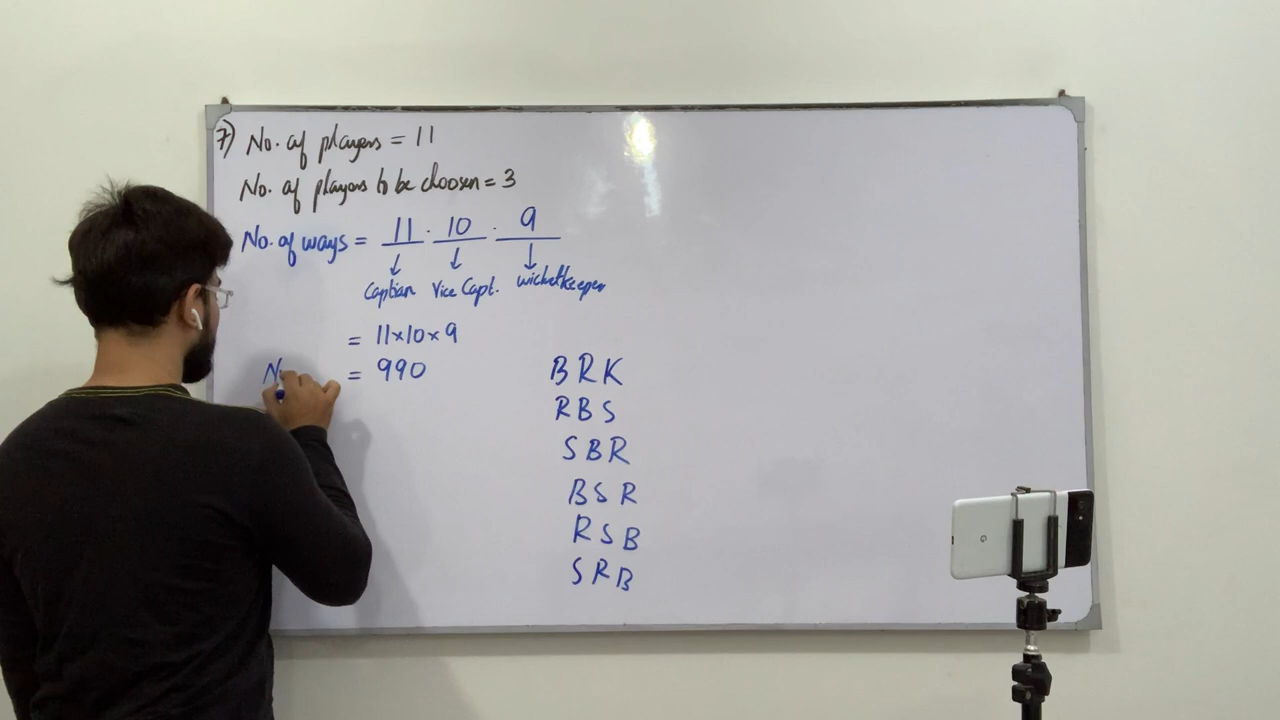 7) No. of players = 11
No. of players to be choosen = 3
No. of ways = 11 . 10 . 9
↓ ↓ ↓
Captian Vice Capt. wicketkeeper
= 11×10×9
N = 990
BRK
RBS
SBR
BSR
RSB
SRB
G